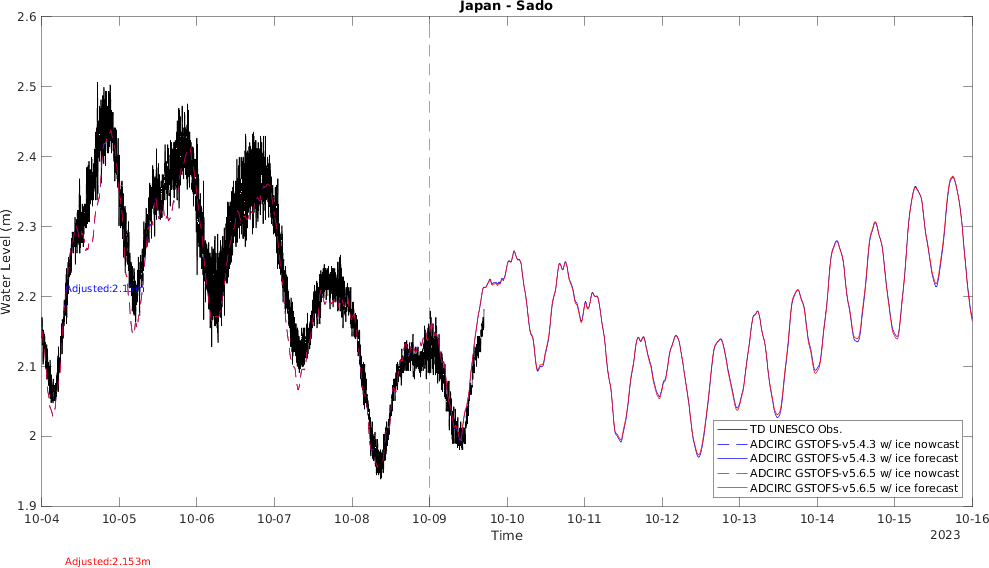 Japan - Sado
2.6
2.5
2.4
2.3
2.2
2.1
2
1.9
Water Level (m)
Adjusted:2.1
TD UNESCO Obs.
ADCIRC GSTOFS-v5.4.3 w/ ice nowcast
ADCIRC GSTOFS-v5.4.3 w/ ice forecast
ADCIRC GSTOFS-v5.6.5 w/ ice nowcast
ADCIRC GSTOFS-v5.6.5 w/ ice forecast
10-04 10-05 10-06 10-07 10-08 10-09 10-10 10-11 10-12 10-13 10-14 10-15 10-16
Time
2023
Adjusted:2.153m